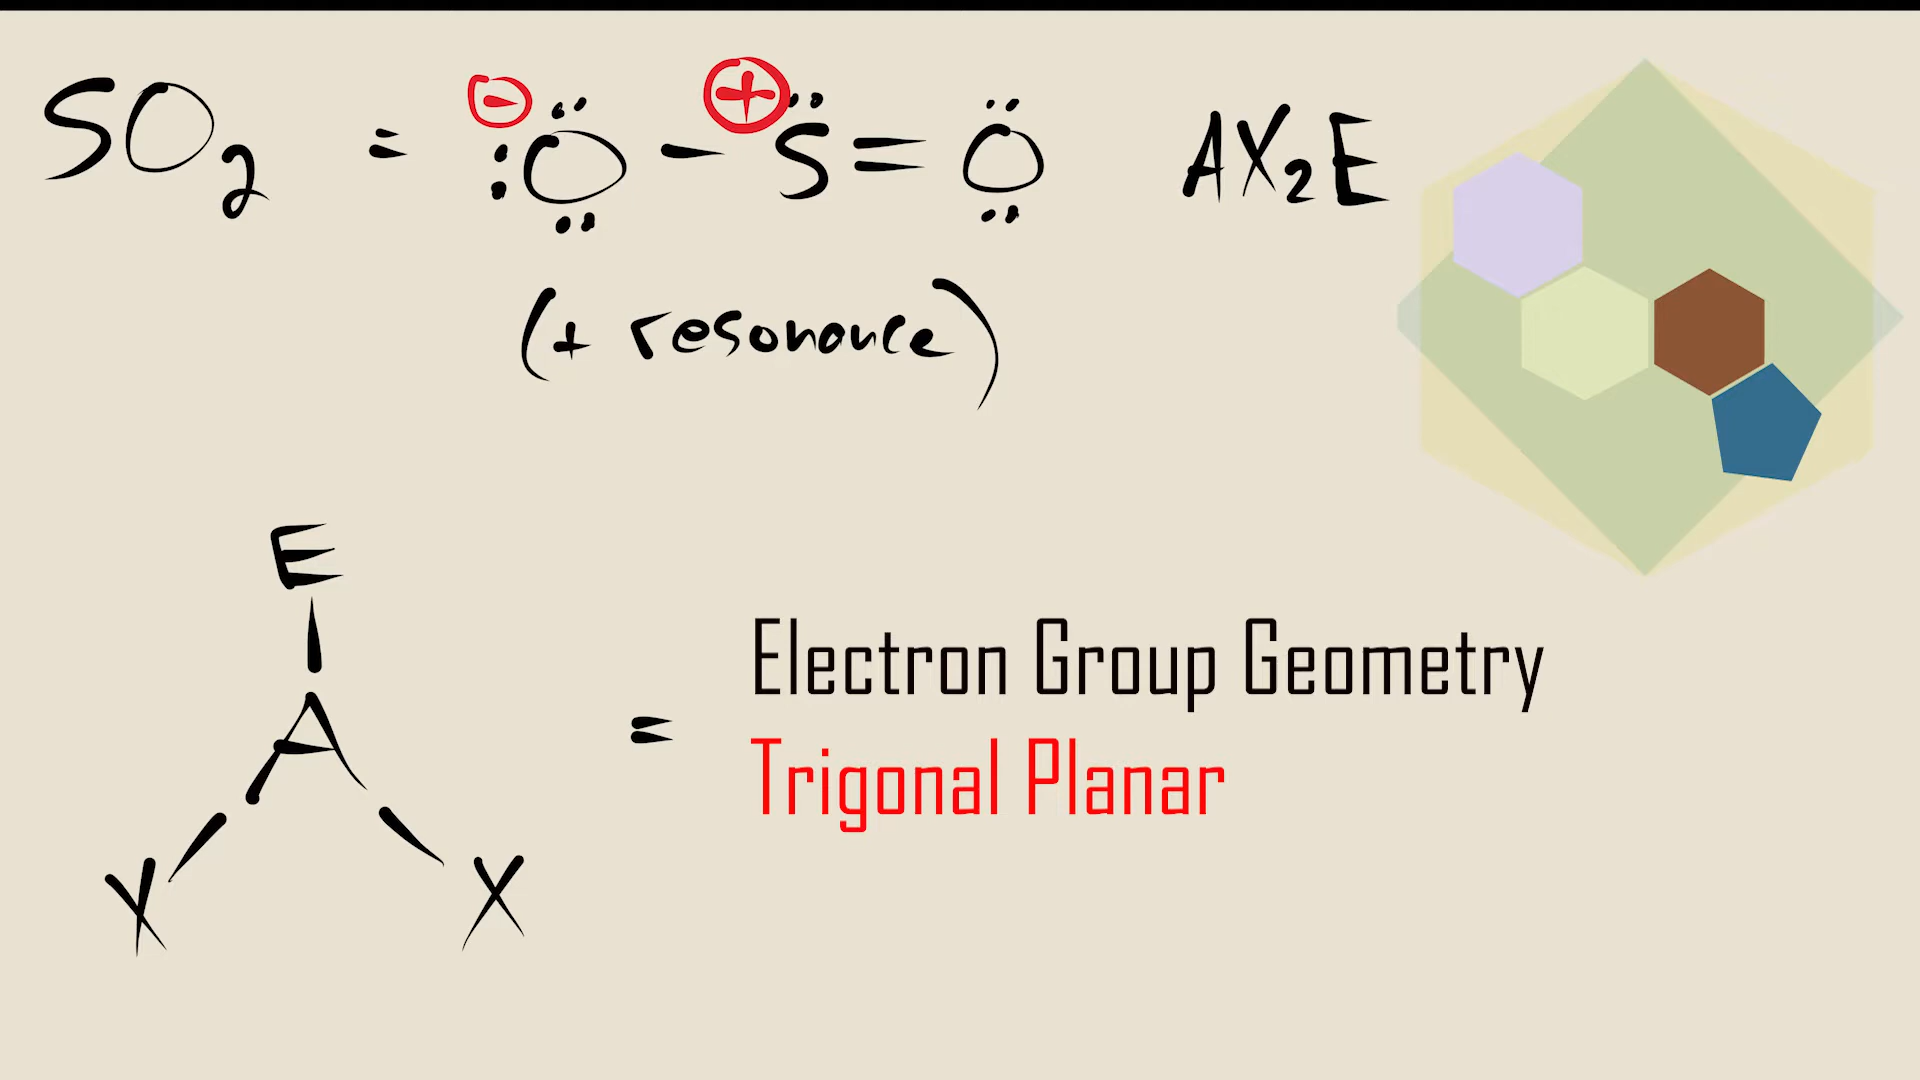 SO₂ = ⊖ :Ö̤ - ⊕ S̈ = Ö̤ AX₂E
(+ resonance)
E
A
X X
=
Electron Group Geometry
Trigonal Planar